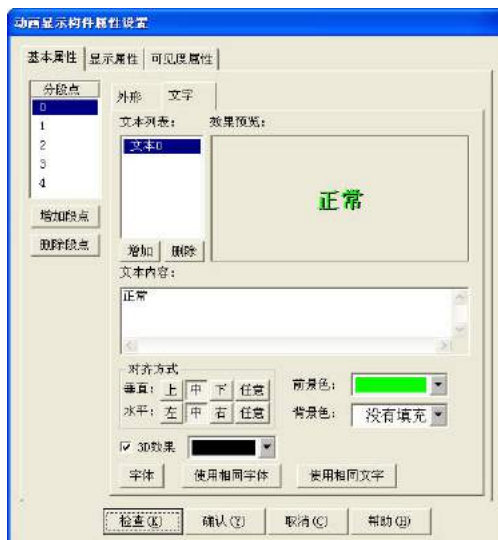 动画显示构件属性设置
基本属性 显示属性 可见度属性
分段点
0
1
2
3
4
增加段点
删除段点
外形 文字
文本列表: 效果预览:
文本0
正常
增加 删除
文本内容:
正常
对齐方式
垂直: 上 中 下 任意
水平: 左 中 右 任意
前景色:
背景色: 没有填充
3D效果
字体 使用相同字体 使用相同文字
检查(K) 确认(Y) 取消(C) 帮助(H)